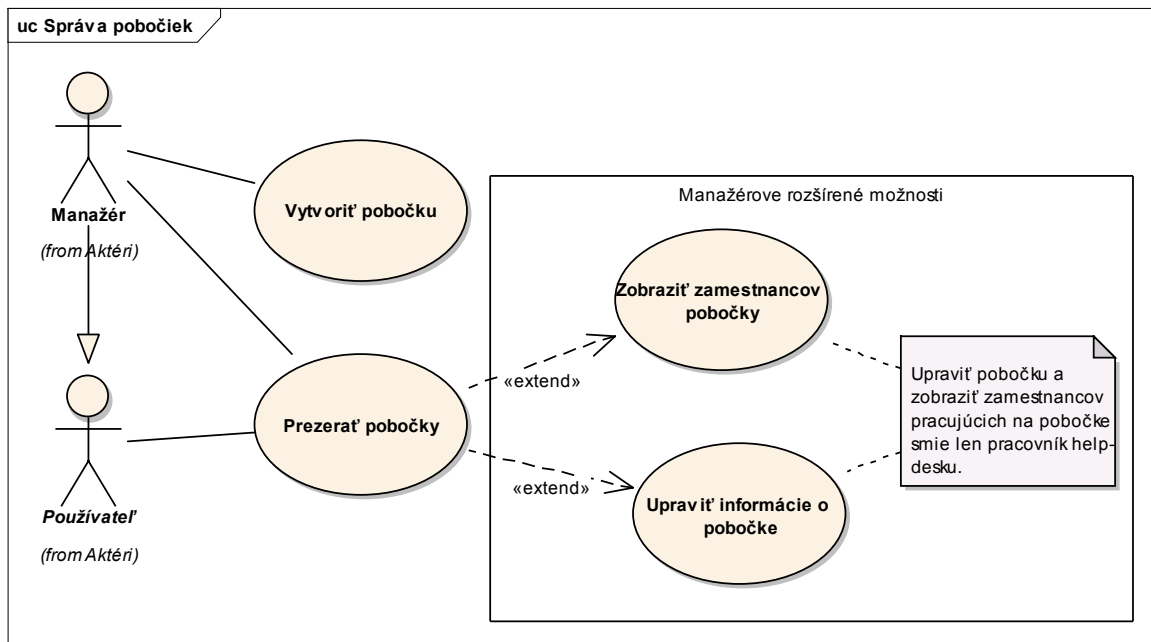 uc Správa pobočiek
Manažér
(from Aktéri)
Vytvoriť pobočku
Manažérove rozšírené možnosti
Zobraziť zamestnancov
pobočky
«extend»
Prezerať pobočky
Používateľ
(from Aktéri)
«extend»
Upraviť informácie o
pobočke
Upraviť pobočku a
zobraziť zamestnancov
pracujúcich na pobočke
smie len pracovník help-
desku.